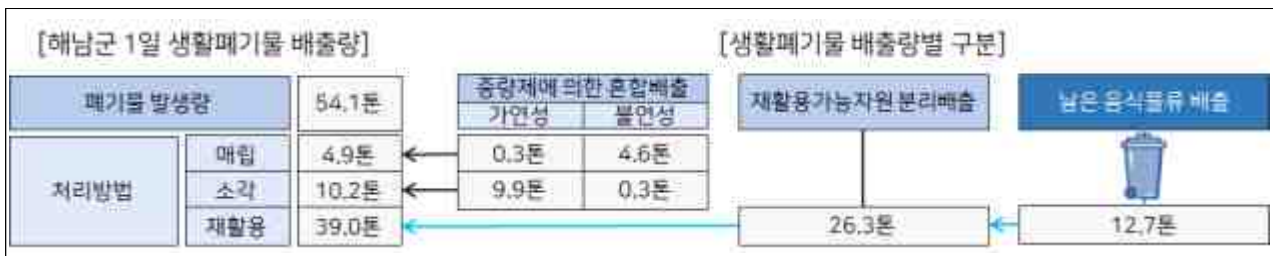 [해남군 1일 생활폐기물 배출량]
[생활폐기물 배출량별 구분]
폐기물 발생량
54.1톤
종량제에 의한 혼합배출
가연성
불연성
재활용가능자원 분리배출
남은 음식물류 배출
처리방법
매립
4.9톤
0.3톤
4.6톤
소각
10.2톤
9.9톤
0.3톤
재활용
39.0톤
26.3톤
12.7톤